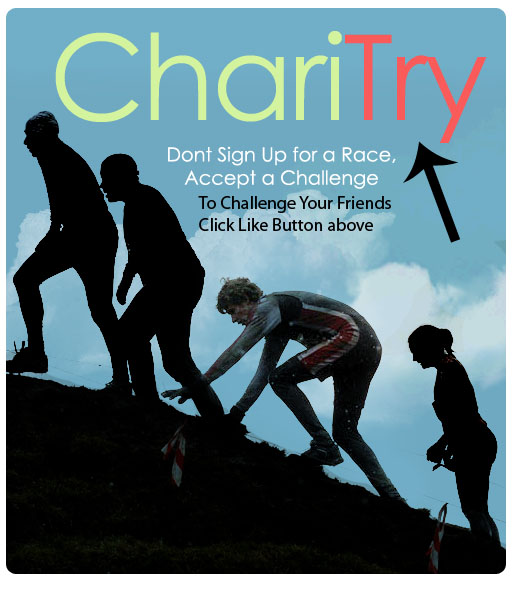 ChariTry
Dont Sign Up for a Race,
Accept a Challenge
To Challenge Your Friends
Click Like Button above